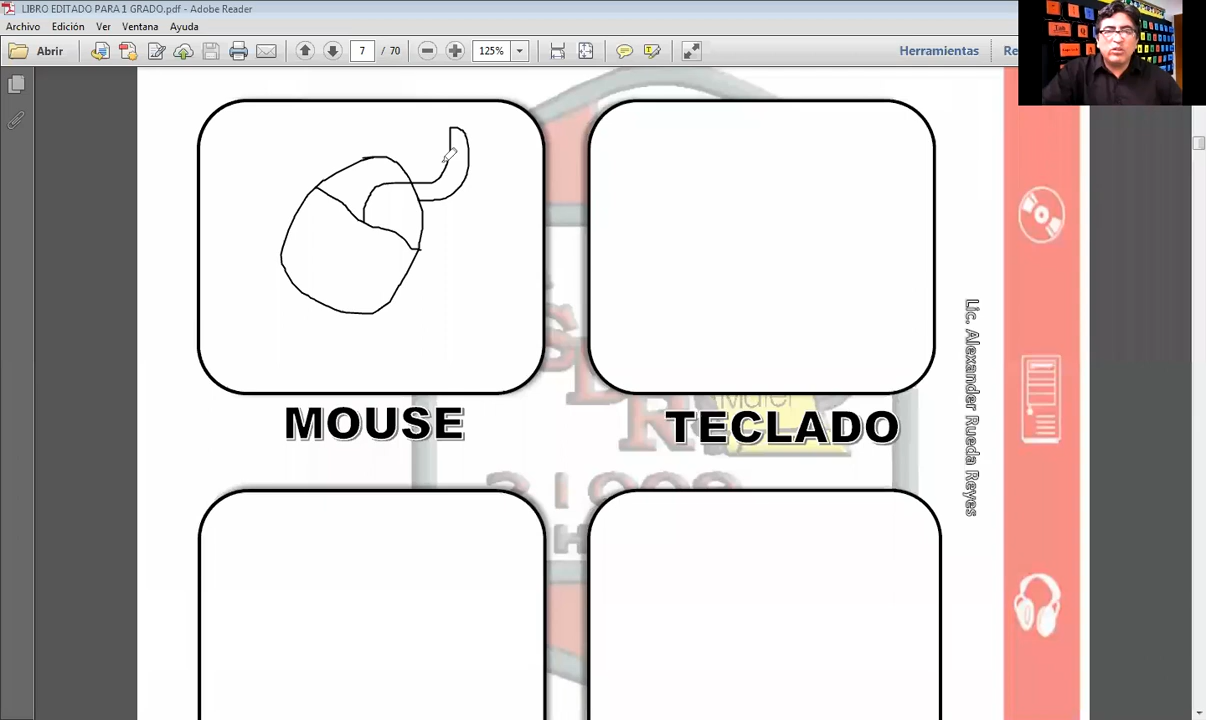 LIBRO EDITADO PARA 1 GRADO.pdf - Adobe Reader
Archivo Edición Ver Ventana Ayuda
Abrir 7 / 70 125% Herramientas
MOUSE
TECLADO
Lic. Alexander Rueda Reyes